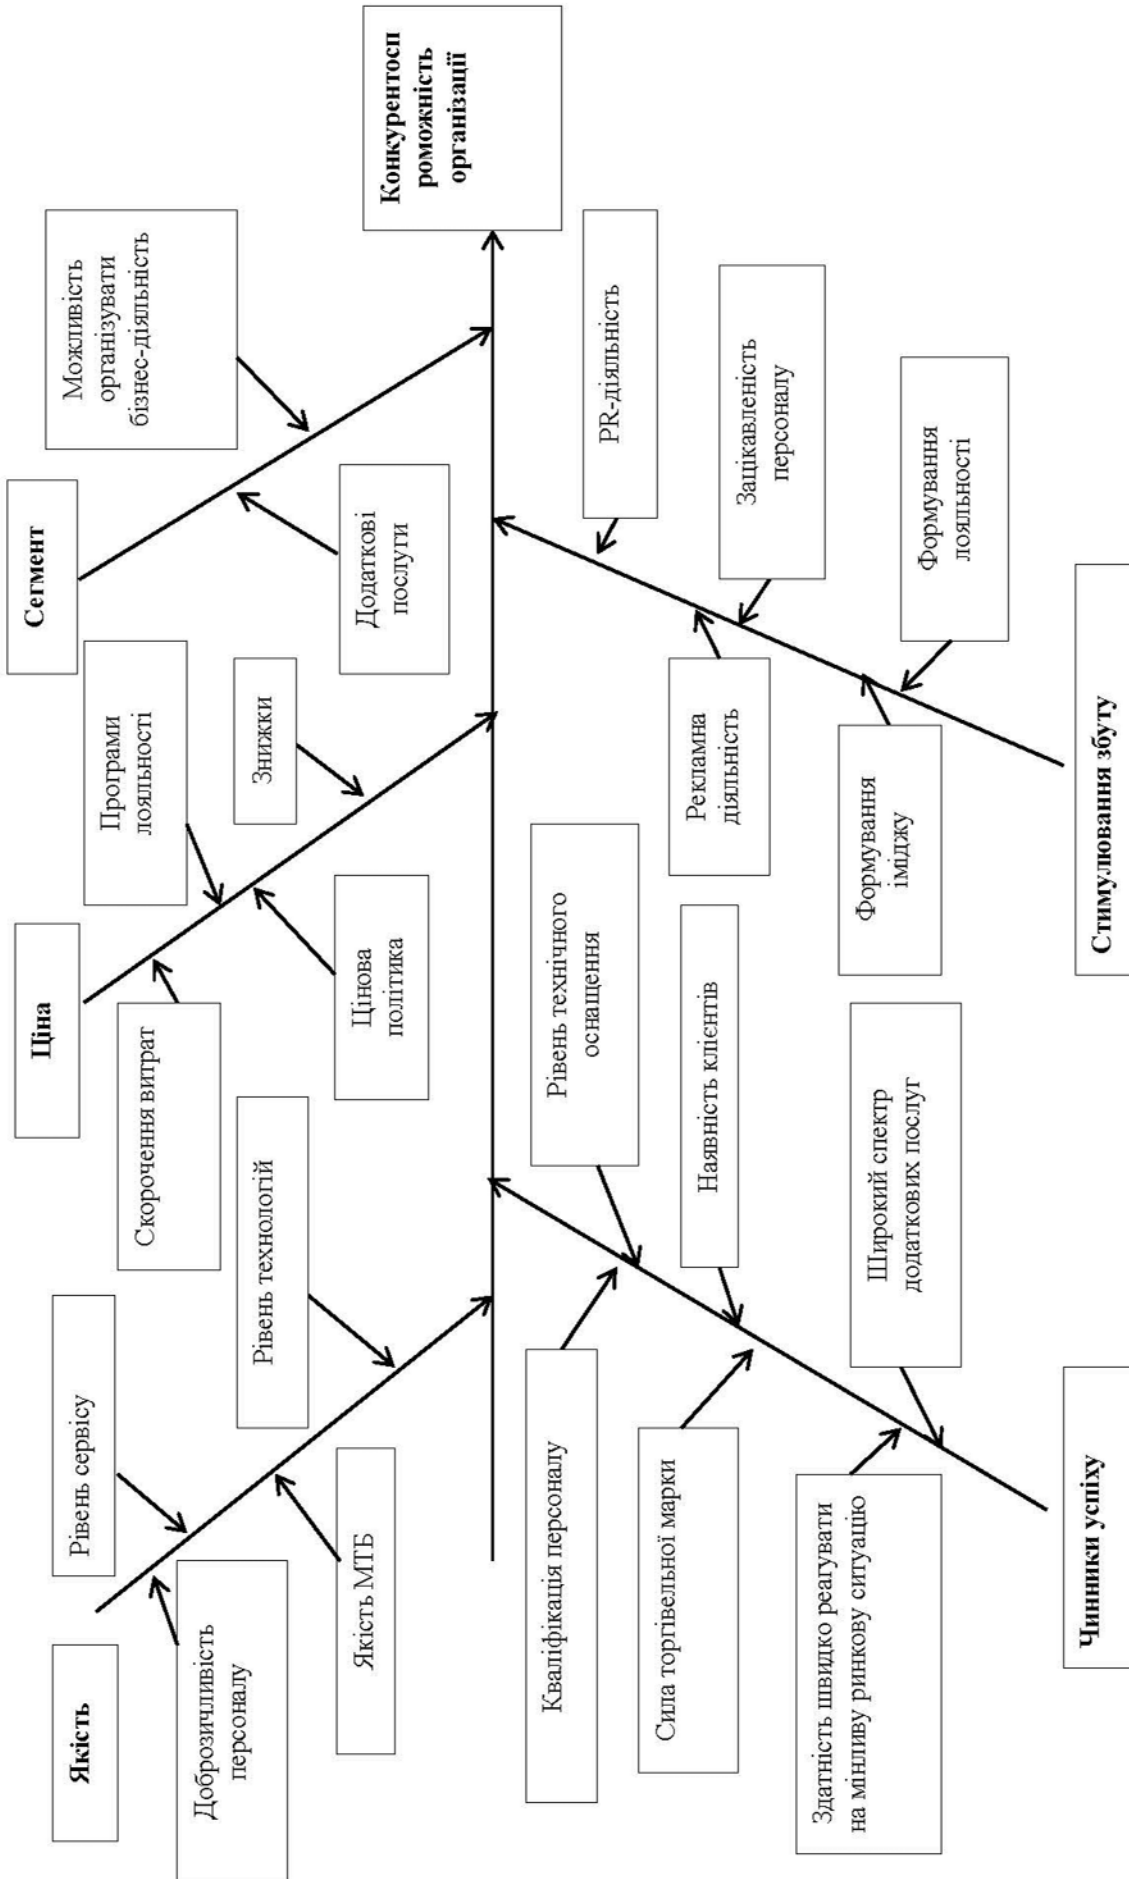 Якість
Ціна
Сегмент
Рівень сервісу
Доброзичливість
персоналу
Рівень технологій
Якість МТБ
Скорочення витрат
Програми
лояльності
Цінова
політика
Знижки
Можливість
організувати
бізнес-діяльність
Додаткові
послуги
Конкурентосп
роможність
організації
Кваліфікація персоналу
Рівень технічного
оснащення
Сила торгівельної марки
Наявність клієнтів
Здатність швидко реагувати
на мінливу ринкову ситуацію
Широкий спектр
додаткових послуг
Чинники успіху
PR-діяльність
Рекламна
діяльність
Зацікавленість
персоналу
Формування
іміджу
Формування
лояльності
Стимулювання збуту